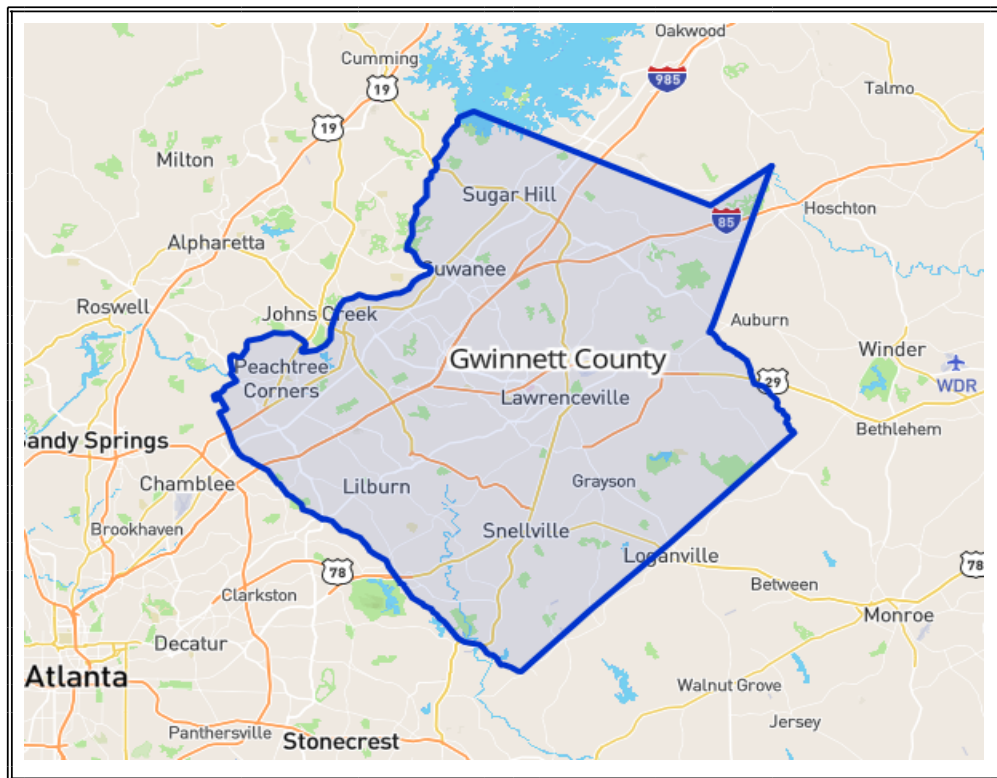 Oakwood
Cumming
985
19
Talmo
19
Milton
Sugar Hill
Hoschton
85
Alpharetta
Suwanee
Roswell
Johns Creek
Auburn
Gwinnett County
Winder
Peachtree
Corners
29
WDR
Lawrenceville
Bethlehem
Sandy Springs
Chamblee
Lilburn
Grayson
Brookhaven
Snellville
Loganville
78
78
Between
Clarkston
Monroe
Decatur
Atlanta
Walnut Grove
Jersey
Panthersville
Stonecrest